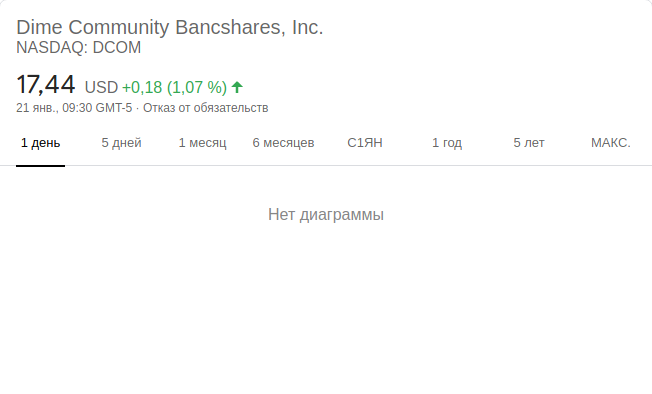 Dime Community Bancshares, Inc.
NASDAQ: DCOM
17,44 USD +0,18 (1,07 %)
21 янв., 09:30 GMT-5 · Отказ от обязательств
1 день 5 дней 1 месяц 6 месяцев С1ЯН 1 год 5 лет МАКС.
Нет диаграммы